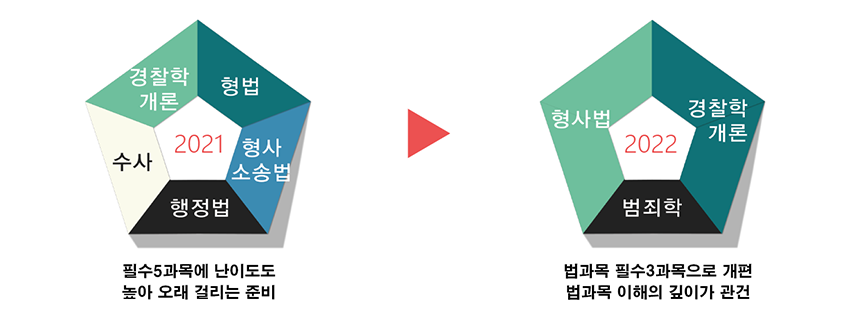 경찰학
개론
형법
수사
2021
형사
소송법
행정법
필수5과목에 난이도도
높아 오래 걸리는 준비
형사법
2022
경찰학
개론
범죄학
법과목 필수3과목으로 개편
법과목 이해의 깊이가 관건